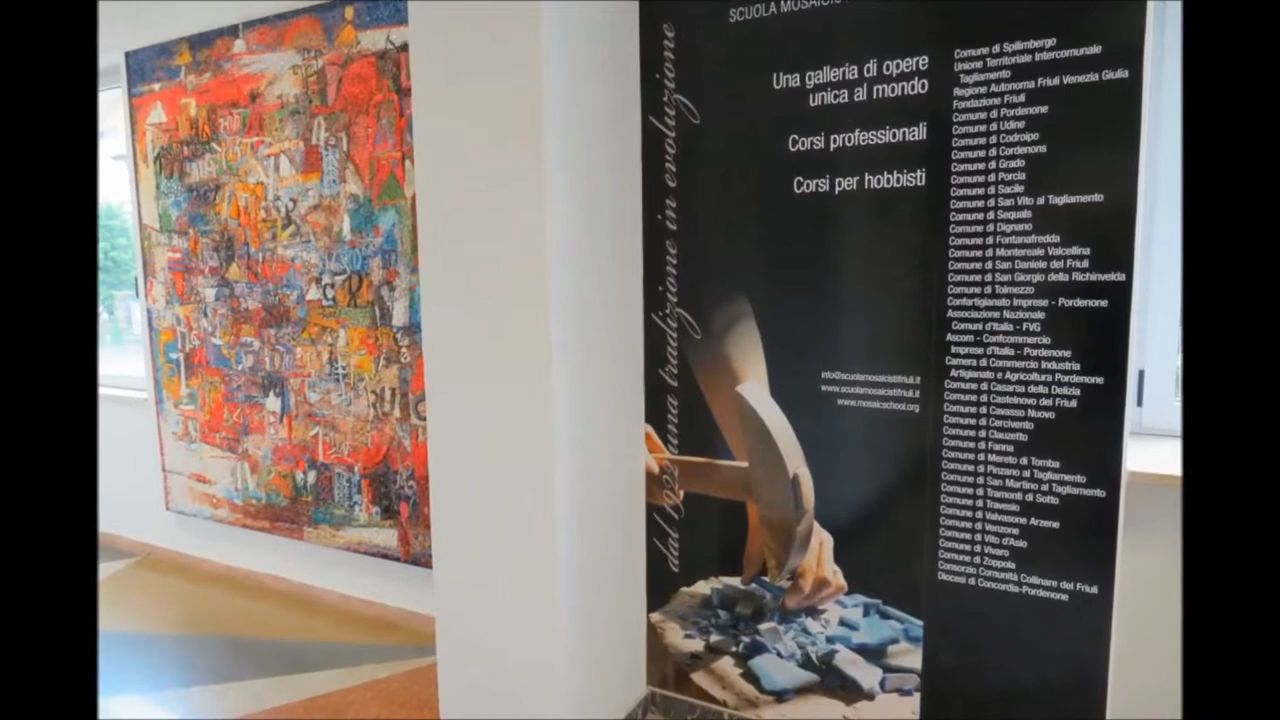 SCUOLA MOSAICIS
dal 1922 una tradizione in evoluzione
Una galleria di opere
unica al mondo
Corsi professionali
Corsi per hobbisti
info@scuolamosaicistifriuli.it
www.scuolamosaicistifriuli.it
www.mosaicschool.org
Comune di Spilimbergo
Unione Territoriale Intercomunale
Tagliamento
Regione Autonoma Friuli Venezia Giulia
Fondazione Friuli
Comune di Pordenone
Comune di Udine
Comune di Codroipo
Comune di Cordenons
Comune di Grado
Comune di Porcia
Comune di Sacile
Comune di San Vito al Tagliamento
Comune di Sequals
Comune di Dignano
Comune di Fontanafredda
Comune di Montereale Valcellina
Comune di San Daniele del Friuli
Comune di San Giorgio della Richinvelda
Comune di Tolmezzo
Confartigianato Imprese - Pordenone
Associazione Nazionale
Comuni d'Italia - FVG
Ascom - Confcommercio
Imprese d'Italia - Pordenone
Camera di Commercio Industria
Artigianato e Agricoltura Pordenone
Comune di Casarsa della Delizia
Comune di Castelnovo del Friuli
Comune di Cavasso Nuovo
Comune di Cercivento
Comune di Clauzetto
Comune di Fanna
Comune di Mereto di Tomba
Comune di Pinzano al Tagliamento
Comune di San Martino al Tagliamento
Comune di Tramonti di Sotto
Comune di Travesio
Comune di Valvasone Arzene
Comune di Venzone
Comune di Vito d'Asio
Comune di Vivaro
Comune di Zoppola
Consorzio Comunità Collinare del Friuli
Diocesi di Concordia-Pordenone